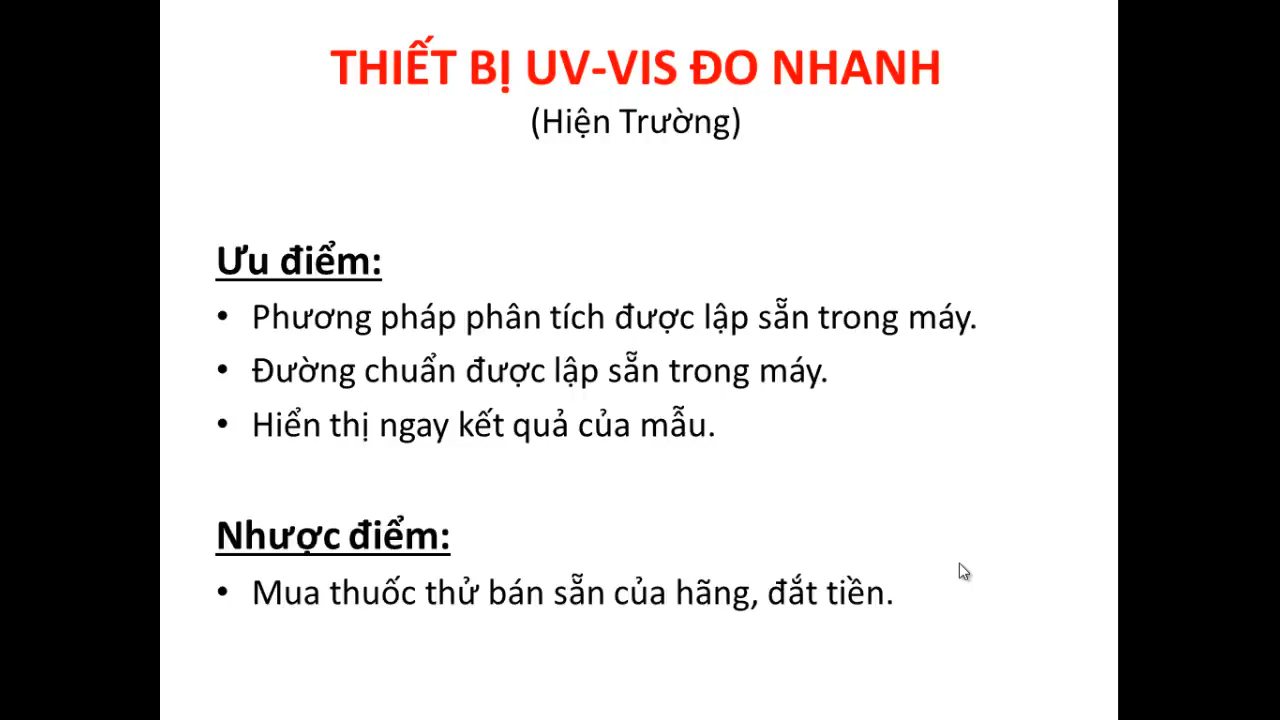 THIẾT BỊ UV-VIS ĐO NHANH
(Hiện Trường)
Ưu điểm:
• Phương pháp phân tích được lập sẵn trong máy.
• Đường chuẩn được lập sẵn trong máy.
• Hiển thị ngay kết quả của mẫu.
Nhược điểm:
• Mua thuốc thử bán sẵn của hãng, đắt tiền.